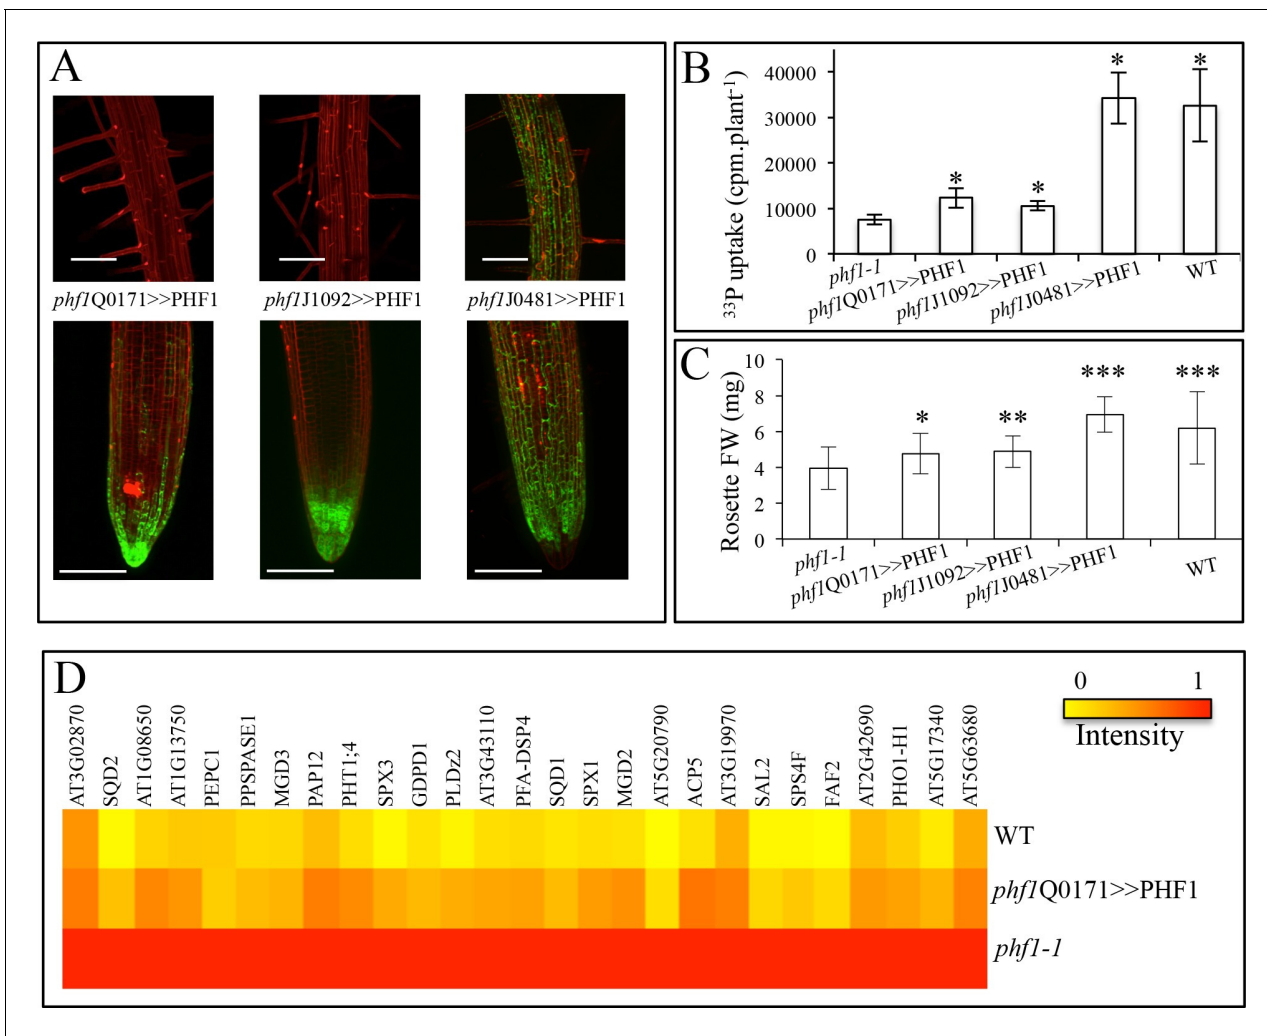 A
phf1Q0171>>PHF1
phf1J1092>>PHF1
phf1J0481>>PHF1
B
33P uptake (cpm.plant-1)
40000
30000
20000
10000
0
phf1-1
phf1Q0171>>PHF1
phf1J1092>>PHF1
phf1J0481>>PHF1
WT
*
*
*
*
C
Rosette FW (mg)
10
8
6
4
2
0
phf1-1
phf1Q0171>>PHF1
phf1J1092>>PHF1
phf1J0481>>PHF1
WT
*
**
***
***
D
0 1
Intensity
AT3G02870
SQD2
AT1G08650
AT1G13750
PEPC1
PPSPASE1
MGD3
PAP12
PHT1;4
SPX3
GDPD1
PLDz2
AT3G43110
PFA-DSP4
SQD1
SPX1
MGD2
AT5G20790
ACP5
AT3G19970
SAL2
SPS4F
FAF2
AT2G42690
PHO1-H1
AT5G17340
AT5G63680
WT
phf1Q0171>>PHF1
phf1-1